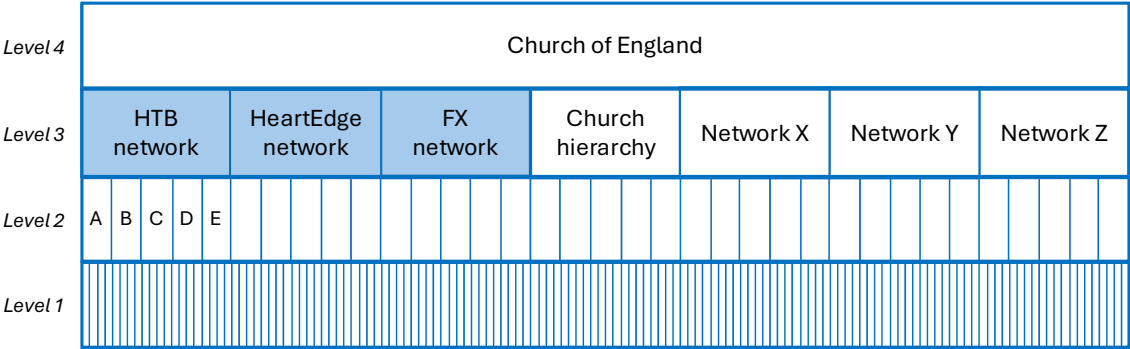 Level 4
Church of England
Level 3
HTB
network
HeartEdge
network
FX
network
Church
hierarchy
Network X
Network Y
Network Z
Level 2
A B C D E
Level 1